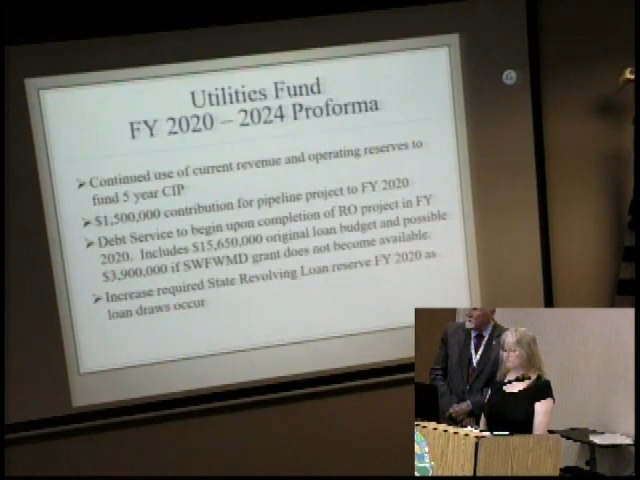 Utilities Fund
FY 2020 – 2024 Proforma
➢ Continued use of current revenue and operating reserves to
fund 5 year CIP
➢ $1,500,000 contribution for pipeline project to FY 2020
➢ Debt Service to begin upon completion of RO project in FY
2020. Includes $15,650,000 original loan budget and possible
$3,900,000 if SWFWMD grant does not become available.
➢ Increase required State Revolving Loan reserve FY 2020 as
loan draws occur